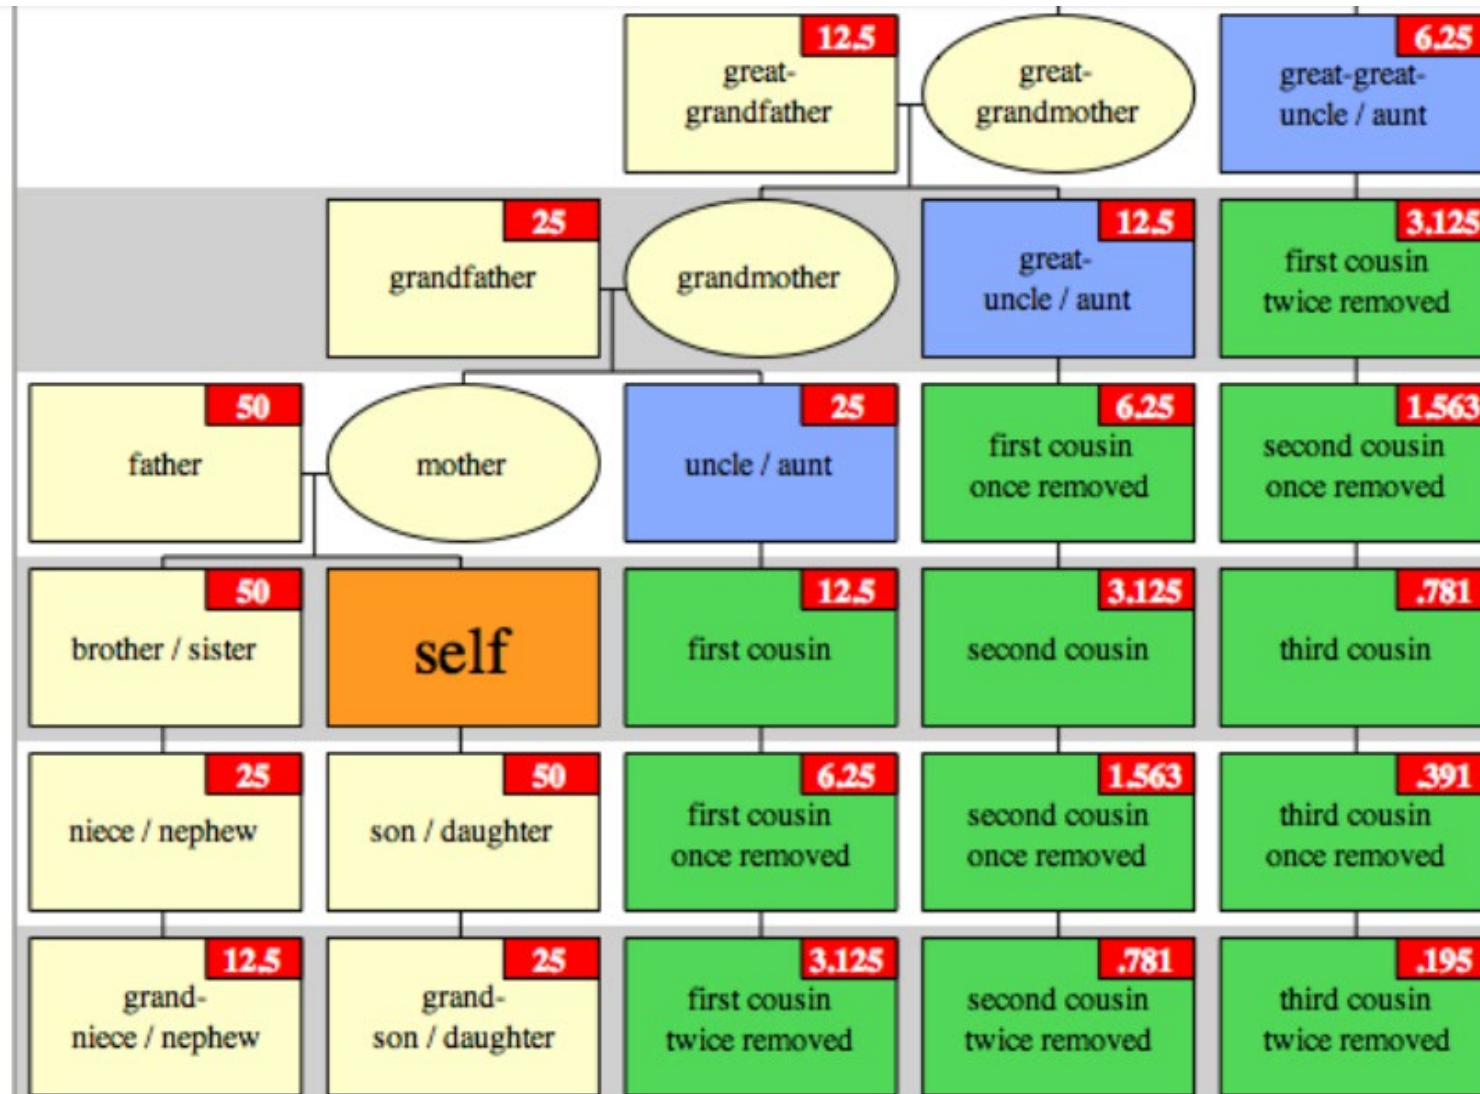 12.5
great-
grandfather
great-
grandmother
6.25
great-great-
uncle / aunt
25
grandfather
grandmother
12.5
great-
uncle / aunt
3.125
first cousin
twice removed
50
father
mother
25
uncle / aunt
6.25
first cousin
once removed
1.563
second cousin
once removed
50
brother / sister
self
12.5
first cousin
3.125
second cousin
.781
third cousin
25
niece / nephew
50
son / daughter
6.25
first cousin
once removed
1.563
second cousin
once removed
.391
third cousin
once removed
12.5
grand-
niece / nephew
25
grand-
son / daughter
3.125
first cousin
twice removed
.781
second cousin
twice removed
.195
third cousin
twice removed